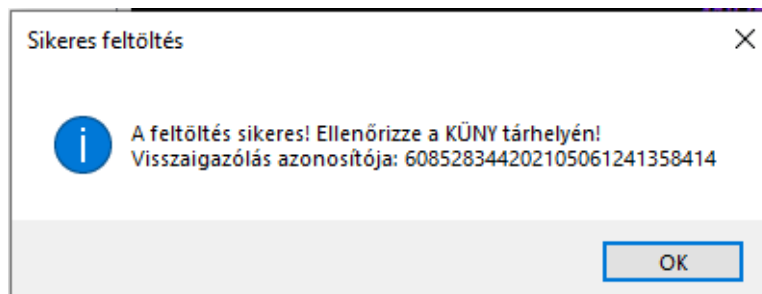 Sikeres feltöltés
A feltöltés sikeres! Ellenőrizze a KÜNY tárhelyén!
Visszaigazolás azonosítója: 608528344202105061241358414
OK